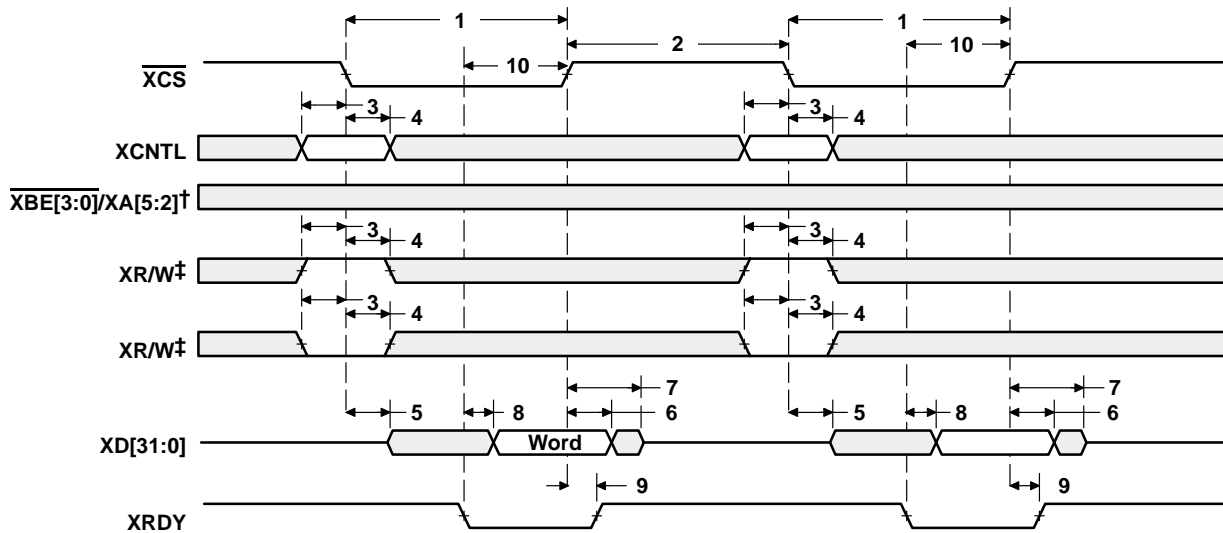 1 1
2
10 10
XCS
3 3
4 4
XCNTL
XBE[3:0]/XA[5:2]†
3 3
4 4
XR/W‡
3 3
4 4
XR/W‡
7 7
5 8 6 5 8 6
XD[31:0] Word
9 9
XRDY